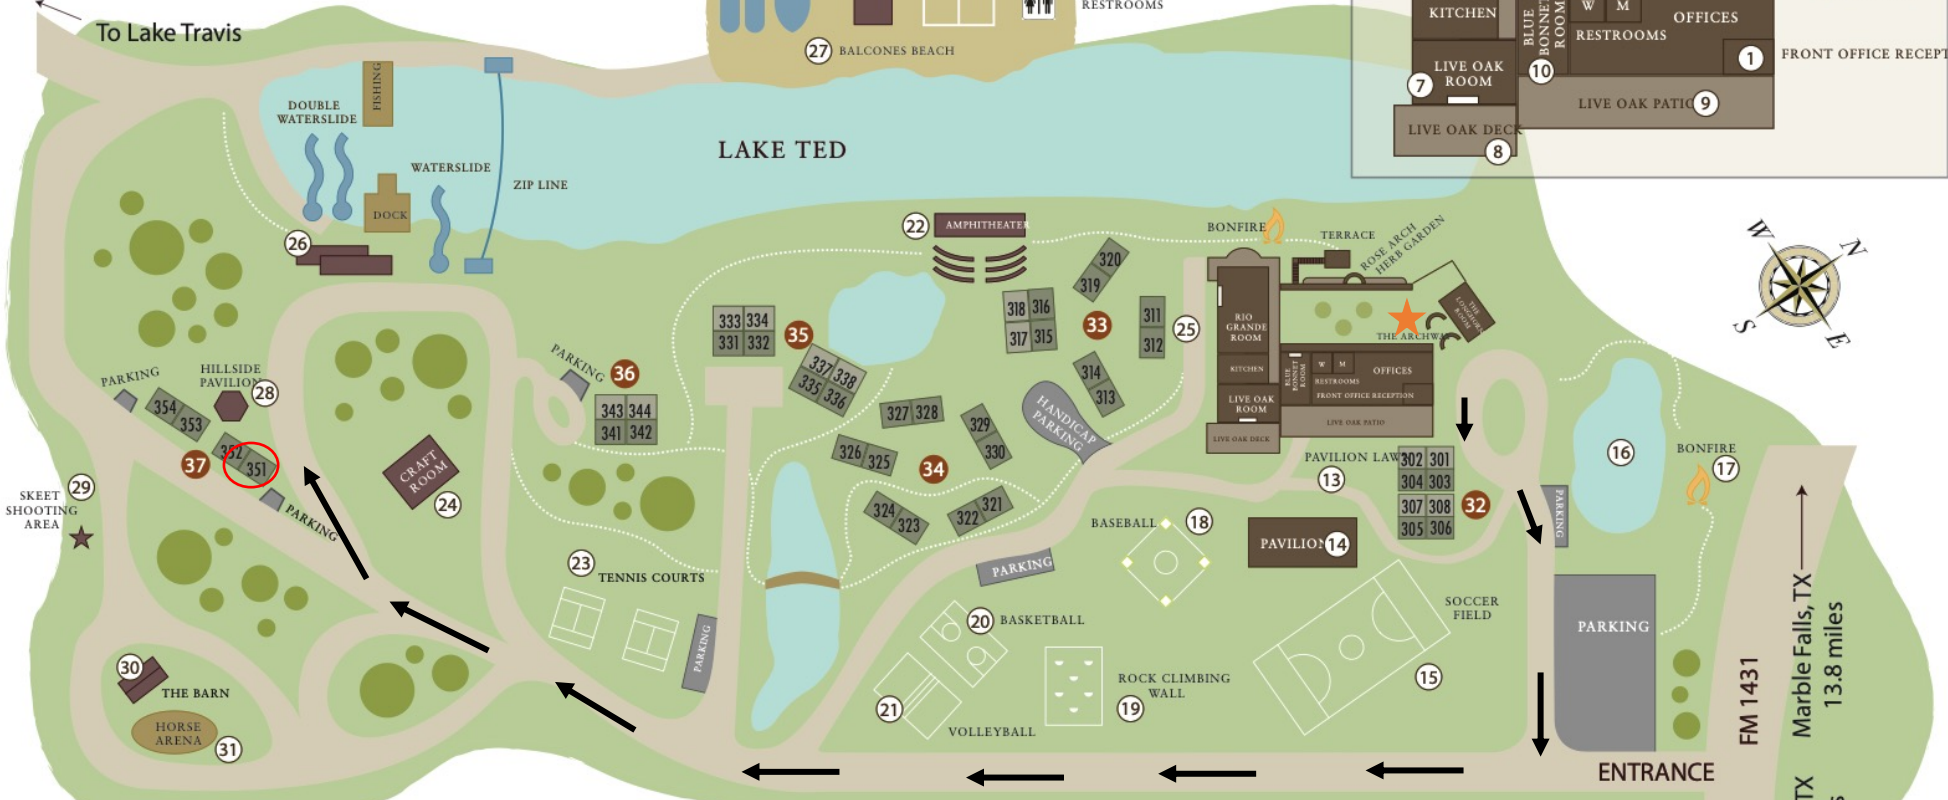 To Lake Travis
RESTROOMS
27 BALCONES BEACH
KITCHEN
BLUE
BONNET
ROOM
W M
OFFICES
RESTROOMS
1 FRONT OFFICE RECEPT
10
LIVE OAK
ROOM
7
LIVE OAK PATIO
9
LIVE OAK DECK
8
FISHING
DOUBLE
WATERSLIDE
WATERSLIDE
ZIP LINE
DOCK
LAKE TED
26
22 AMPHITHEATER
BONFIRE
TERRACE
ROSE ARCH
HERB GARDEN
W
N
S
E
320
319
318 316
317 315
33
311
312
25
314
313
333 334
331 332
35
337 338
335 336
RIO
GRANDE
ROOM
KITCHEN
LIVE OAK
ROOM
LIVE OAK DECK
THE LONGHORN
ROOM
BLUE
BONNET
ROOM
W M
RESTROOMS
OFFICES
FRONT OFFICE RECEPTION
LIVE OAK PATIO
PARKING
36
343 344
341 342
HILLSIDE
PAVILION
28
PARKING
354
353
352
351
37
PARKING
29
SKEET
SHOOTING
AREA
CRAFT
ROOM
24
327 328
329
330
326 325
34
324
323
322 321
HANDICAP
PARKING
PAVILION LAWN
13
302 301
304 303
307 308
305 306
32
PARKING
16
BONFIRE
17
BASEBALL
18
PAVILION
14
PARKING
23
TENNIS COURTS
PARKING
20 BASKETBALL
SOCCER
FIELD
15
ROCK CLIMBING
WALL
19
21
VOLLEYBALL
PARKING
30
THE BARN
HORSE
ARENA
31
ENTRANCE
FM 1431
Marble Falls, TX
13.8 miles
TX